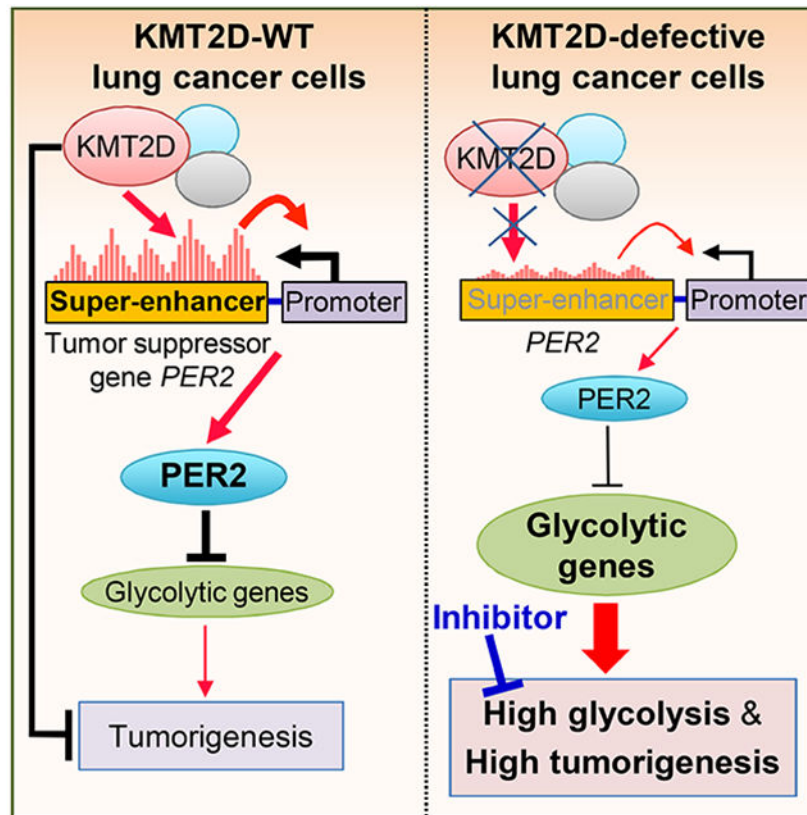 KMT2D-WT
lung cancer cells
KMT2D
Super-enhancer
Promoter
Tumor suppressor
gene PER2
PER2
Glycolytic genes
Tumorigenesis
KMT2D-defective
lung cancer cells
KMT2D
Super-enhancer
Promoter
PER2
PER2
Glycolytic
genes
Inhibitor
High glycolysis &
High tumorigenesis